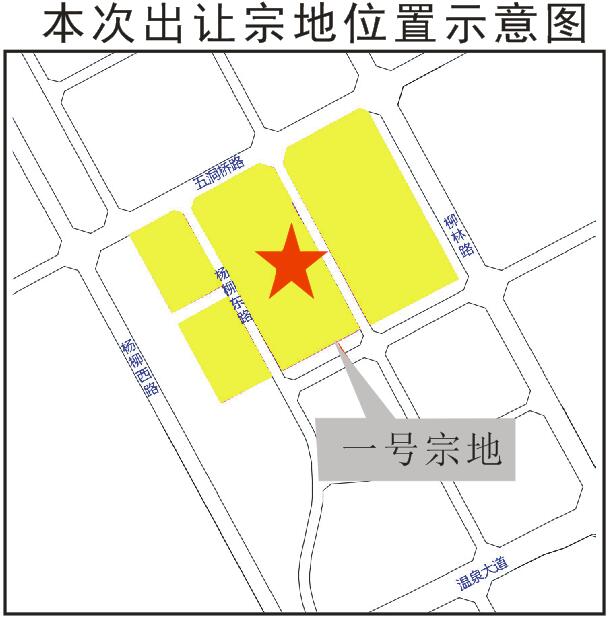 本次出让宗地位置示意图
五洞桥路
柳林路
杨柳东路
杨柳西路
一号宗地
温泉大道